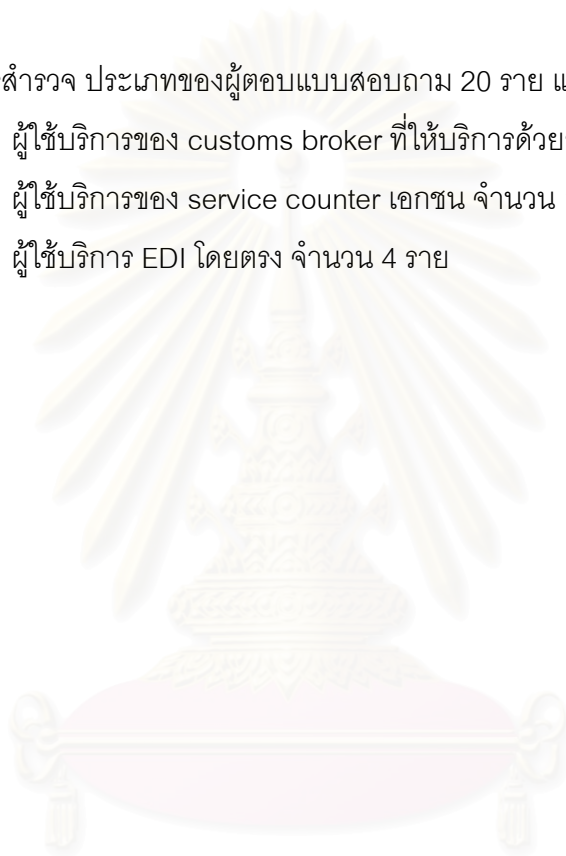 สำรวจ ประเภทของผู้ตอบแบบสอบถาม 20 ราย
ผู้ใช้บริการของ customs broker ที่ให้บริการด้วย
ผู้ใช้บริการของ service counter เอกชน จำนวน
ผู้ใช้บริการ EDI โดยตรง จำนวน 4 ราย